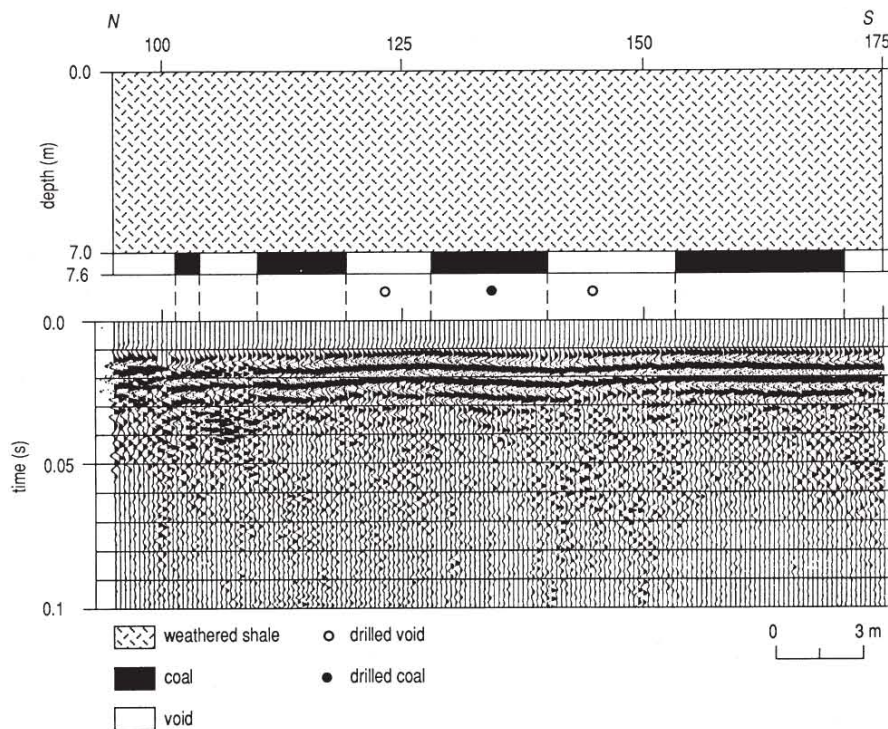 N S
100 125 150 175
0.0
depth (m)
7.0
7.6
0.0
time (s)
0.05
0.1
weathered shale
drilled void
0 3 m
coal
drilled coal
void